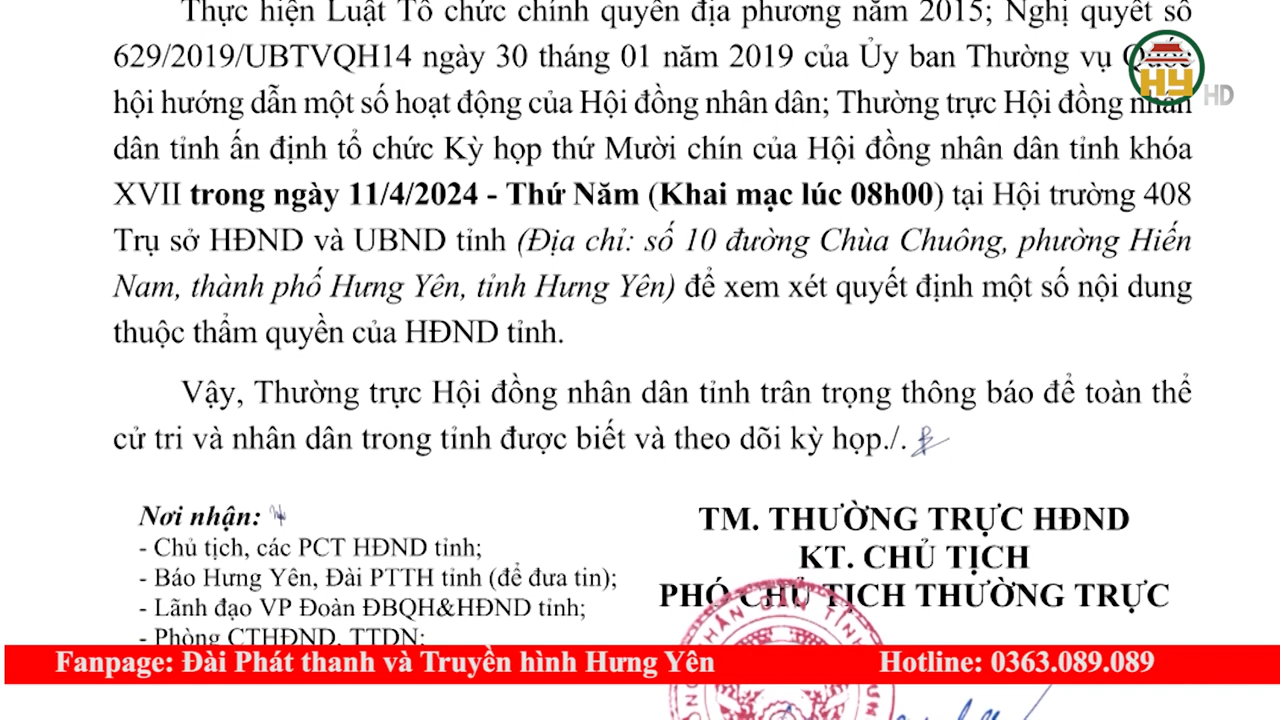 Thực hiện Luật Tổ chức chính quyền địa phương năm 2015; Nghị quyết số
629/2019/UBTVQH14 ngày 30 tháng 01 năm 2019 của Ủy ban Thường vụ Quốc
hội hướng dẫn một số hoạt động của Hội đồng nhân dân; Thường trực Hội đồng nhân
dân tỉnh ấn định tổ chức Kỳ họp thứ Mười chín của Hội đồng nhân dân tỉnh khóa
XVII trong ngày 11/4/2024 - Thứ Năm (Khai mạc lúc 08h00) tại Hội trường 408
Trụ sở HĐND và UBND tỉnh (Địa chỉ: số 10 đường Chùa Chuông, phường Hiến
Nam, thành phố Hưng Yên, tỉnh Hưng Yên) để xem xét quyết định một số nội dung
thuộc thẩm quyền của HĐND tỉnh.
Vậy, Thường trực Hội đồng nhân dân tỉnh trân trọng thông báo để toàn thể
cử tri và nhân dân trong tỉnh được biết và theo dõi kỳ họp./.
Nơi nhận:
- Chủ tịch, các PCT HĐND tỉnh;
- Báo Hưng Yên, Đài PTTH tỉnh (để đưa tin);
- Lãnh đạo VP Đoàn ĐBQH&HĐND tỉnh;
- Phòng CTHĐND, TTDN;
TM. THƯỜNG TRỰC HĐND
KT. CHỦ TỊCH
PHÓ CHỦ TỊCH THƯỜNG TRỰC
NHÂN DÂN TỈNH
HY HD
Fanpage: Đài Phát thanh và Truyền hình Hưng Yên
Hotline: 0363.089.089